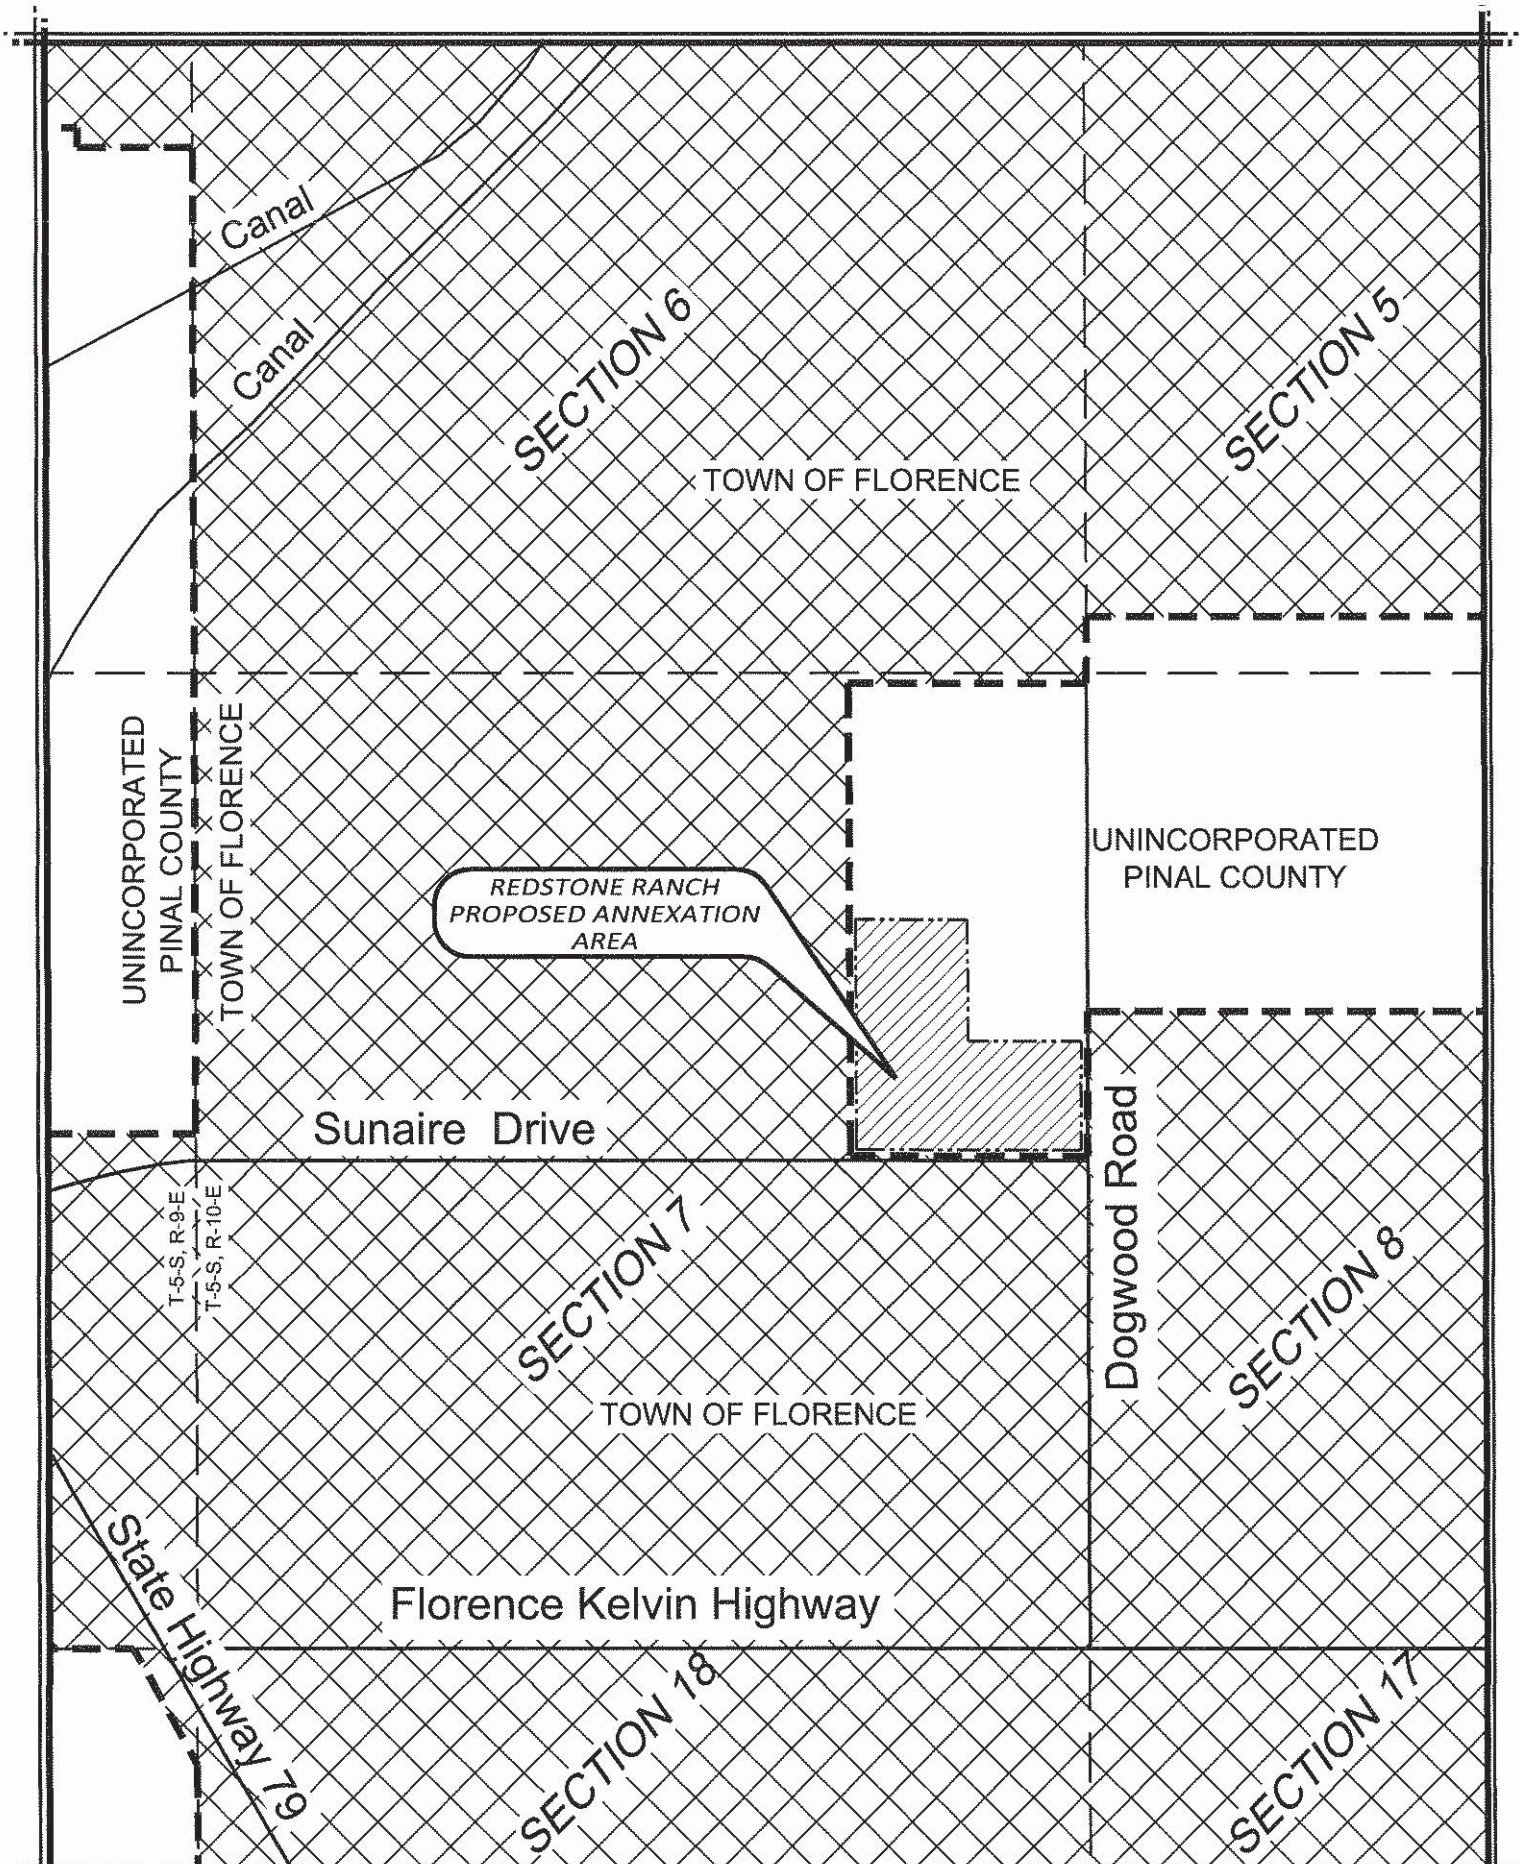 Canal
Canal
SECTION 6
SECTION 5
TOWN OF FLORENCE
UNINCORPORATED
PINAL COUNTY
TOWN OF FLORENCE
UNINCORPORATED
PINAL COUNTY
REDSTONE RANCH
PROPOSED ANNEXATION
AREA
Sunaire Drive
Dogwood Road
T-5-S, R-9-E
T-5-S, R-10-E
SECTION 7
SECTION 8
TOWN OF FLORENCE
State Highway 79
Florence Kelvin Highway
SECTION 18
SECTION 17